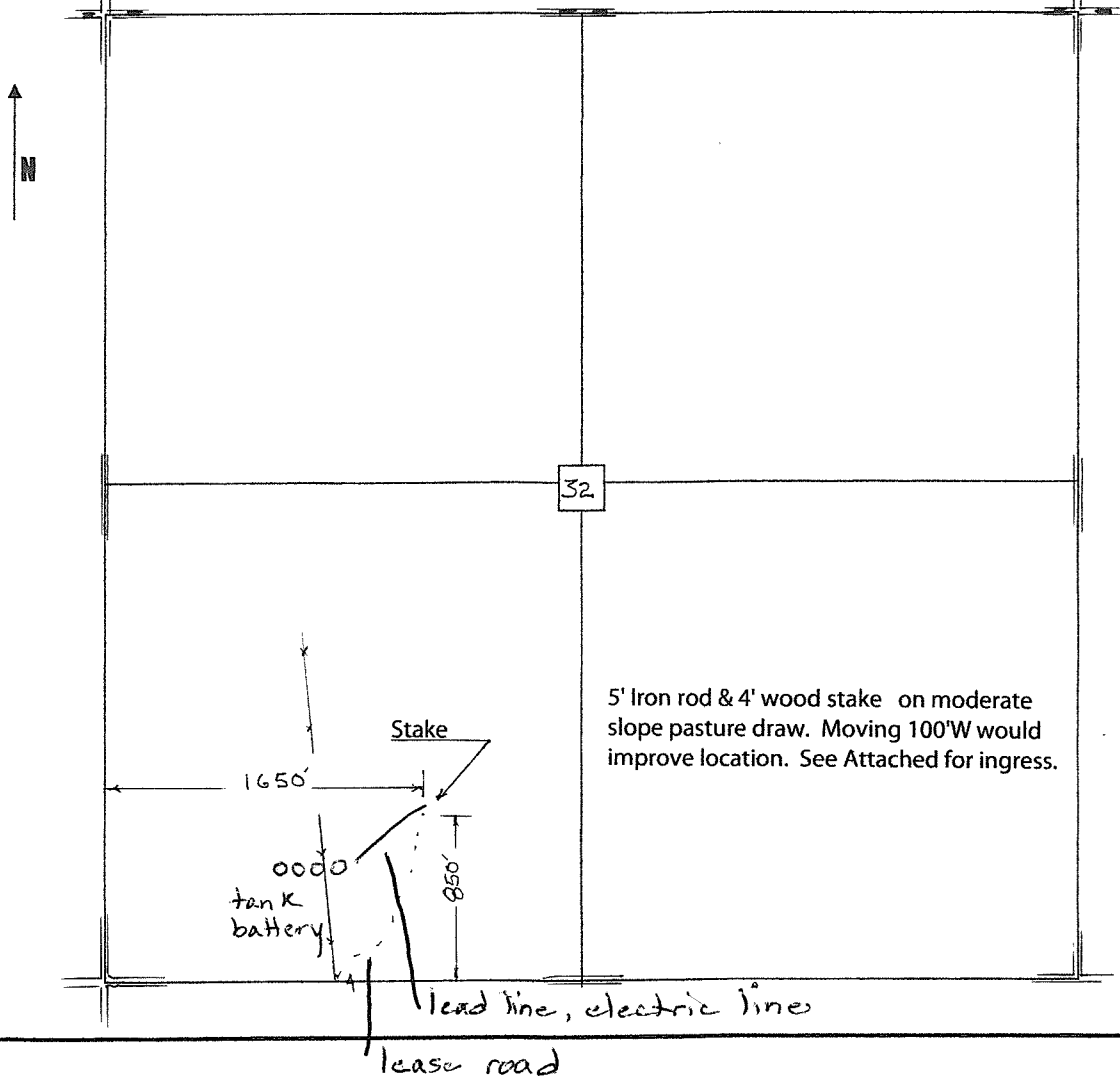 N
32
5' Iron rod & 4' wood stake on moderate
slope pasture draw. Moving 100'W would
improve location. See Attached for ingress.
Stake
1650'
850'
tank
battery
lead line, electric line
lease road